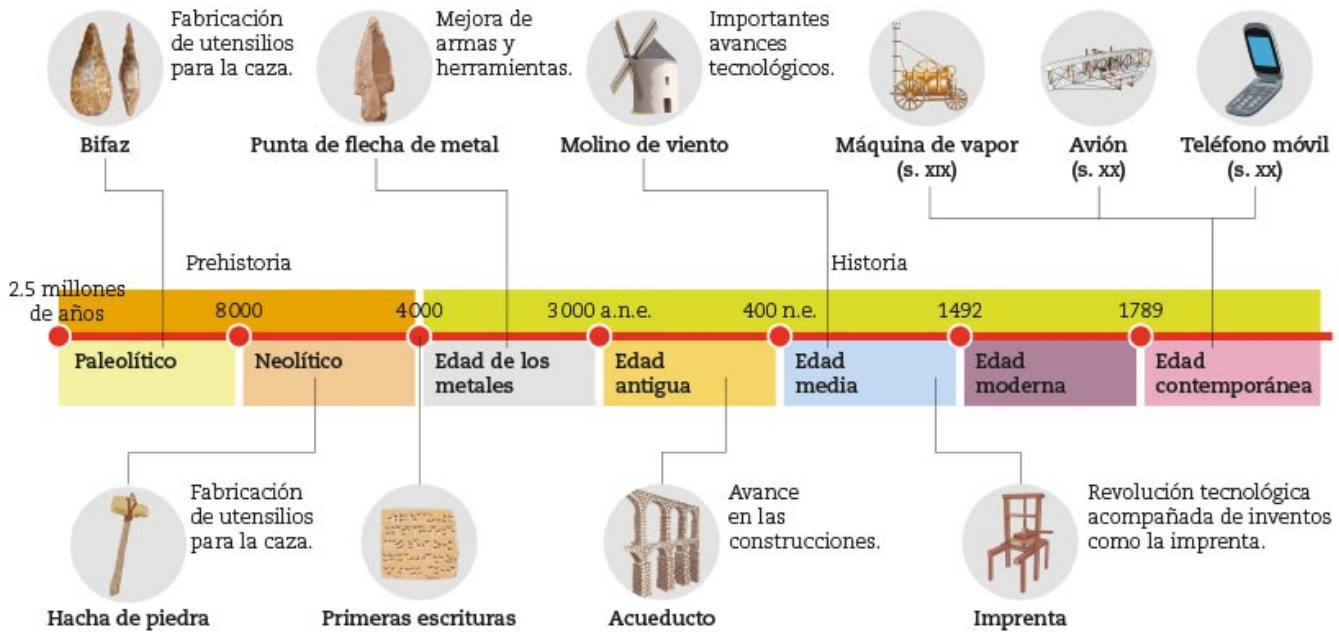 Fabricación
de utensilios
para la caza.
Bifaz
Mejora de
armas y
herramientas.
Punta de flecha de metal
Importantes
avances
tecnológicos.
Molino de viento
Máquina de vapor
(s. XIX)
Avión
(s. XX)
Teléfono móvil
(s. XX)
Prehistoria
Historia
2.5 millones
de años
8000
4000
3000 a.n.e.
400 n.e.
1492
1789
Paleolítico
Neolítico
Edad de los
metales
Edad
antigua
Edad
media
Edad
moderna
Edad
contemporánea
Fabricación
de utensilios
para la caza.
Hacha de piedra
Primeras escrituras
Avance
en las
construcciones.
Acueducto
Revolución tecnológica
acompañada de inventos
como la imprenta.
Imprenta